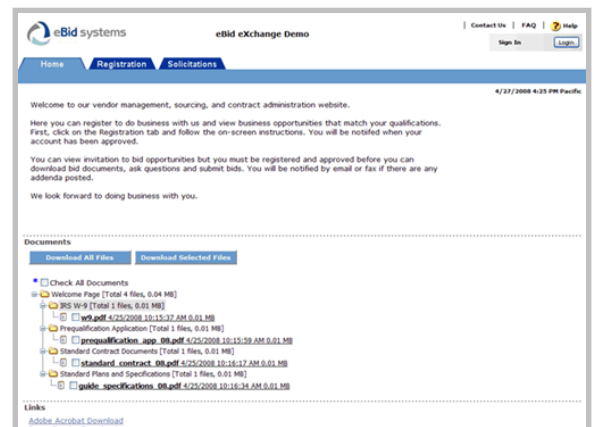 eBid systems
eBid eXchange Demo
| Contact Us | FAQ | ? Help
Sign In Login
Home Registration Solicitations
4/27/2008 4:25 PM Pacific
Welcome to our vendor management, sourcing, and contract administration website.
Here you can register to do business with us and view business opportunities that match your qualifications.
First, click on the Registration tab and follow the on-screen instructions. You will be notiifed when your
account has been approved.
You can view invitation to bid opportunities but you must be registered and approved before you can
download bid documents, ask questions and submit bids. You will be notified by email or fax if there are any
addenda posted.
We look forward to doing business with you.
Documents
Download All Files Download Selected Files
* Check All Documents
Welcome Page [Total 4 files, 0.04 MB]
IRS W-9 [Total 1 files, 0.01 MB]
w9.pdf 4/25/2008 10:15:37 AM 0.01 MB
Prequalification Application [Total 1 files, 0.01 MB]
prequalification_app_08.pdf 4/25/2008 10:15:59 AM 0.01 MB
Standard Contract Documents [Total 1 files, 0.01 MB]
standard_contract_08.pdf 4/25/2008 10:16:17 AM 0.01 MB
Standard Plans and Specifications [Total 1 files, 0.01 MB]
guide_specifications_08.pdf 4/25/2008 10:16:34 AM 0.01 MB
Links
Adobe Acrobat Download